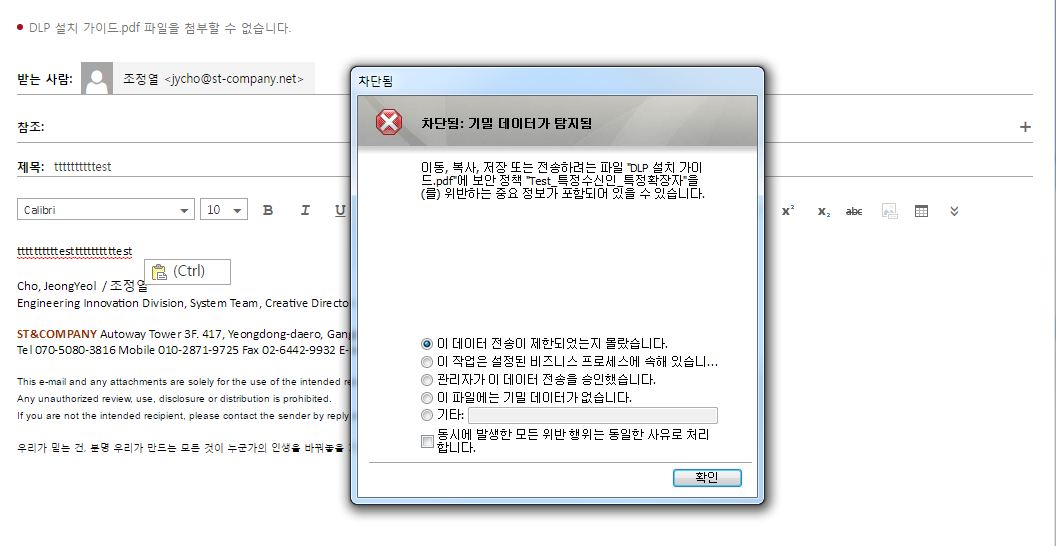 DLP 설치 가이드.pdf 파일을 첨부할 수 없습니다.
받는 사람: 조정열 <jycho@st-company.net>
참조: +
제목: ttttttttttest
Calibri 10 B I U x² x₂ abc
ttttttttttesttttttttttttest
(Ctrl)
Cho, JeongYeol / 조정열
Engineering Innovation Division, System Team, Creative Directo
ST&COMPANY Autoway Tower 3F. 417, Yeongdong-daero, Gang
Tel 070-5080-3816 Mobile 010-2871-9725 Fax 02-6442-9932 E-
This e-mail and any attachments are solely for the use of the intended re
Any unauthorized review, use, disclosure or distribution is prohibited.
If you are not the intended recipient, please contact the sender by reply
우리가 믿는 건, 분명 우리가 만드는 모든 것이 누군가의 인생을 바꿔놓을
차단됨
차단됨: 기밀 데이터가 탐지됨
이동, 복사, 저장 또는 전송하려는 파일 "DLP 설치 가이
드.pdf"에 보안 정책 "Test_특정수신인_특정확장자"을
(를) 위반하는 중요 정보가 포함되어 있을 수 있습니다.
이 데이터 전송이 제한되었는지 몰랐습니다.
이 작업은 설정된 비즈니스 프로세스에 속해 있습니...
관리자가 이 데이터 전송을 승인했습니다.
이 파일에는 기밀 데이터가 없습니다.
기타:
동시에 발생한 모든 위반 행위는 동일한 사유로 처리
합니다.
확인